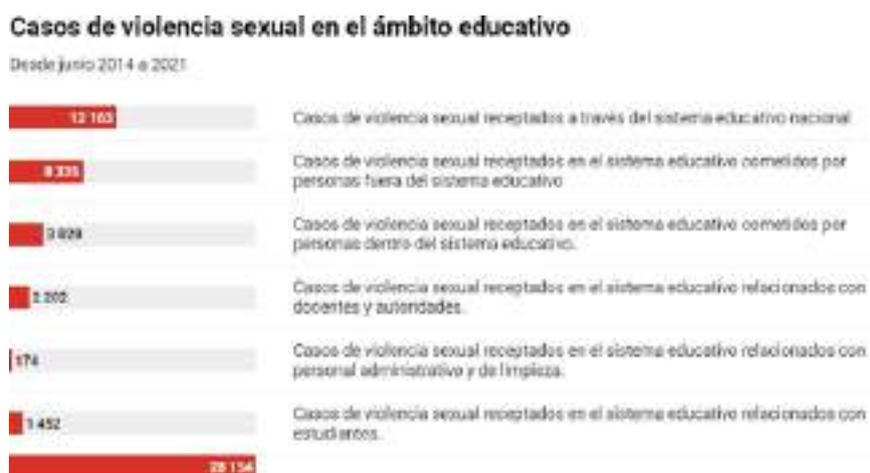 Casos de violencia sexual en el ámbito educativo
Desde junio 2014 a 2021
12 163
Casos de violencia sexual receptados a través del sistema educativo nacional
8 335
Casos de violencia sexual receptados en el sistema educativo cometidos por
personas fuera del sistema educativo
3 828
Casos de violencia sexual receptados en el sistema educativo cometidos por
personas dentro del sistema educativo.
2 202
Casos de violencia sexual receptados en el sistema educativo relacionados con
docentes y autoridades.
174
Casos de violencia sexual receptados en el sistema educativo relacionados con
personal administrativo y de limpieza.
1 452
Casos de violencia sexual receptados en el sistema educativo relacionados con
estudiantes.
28 154